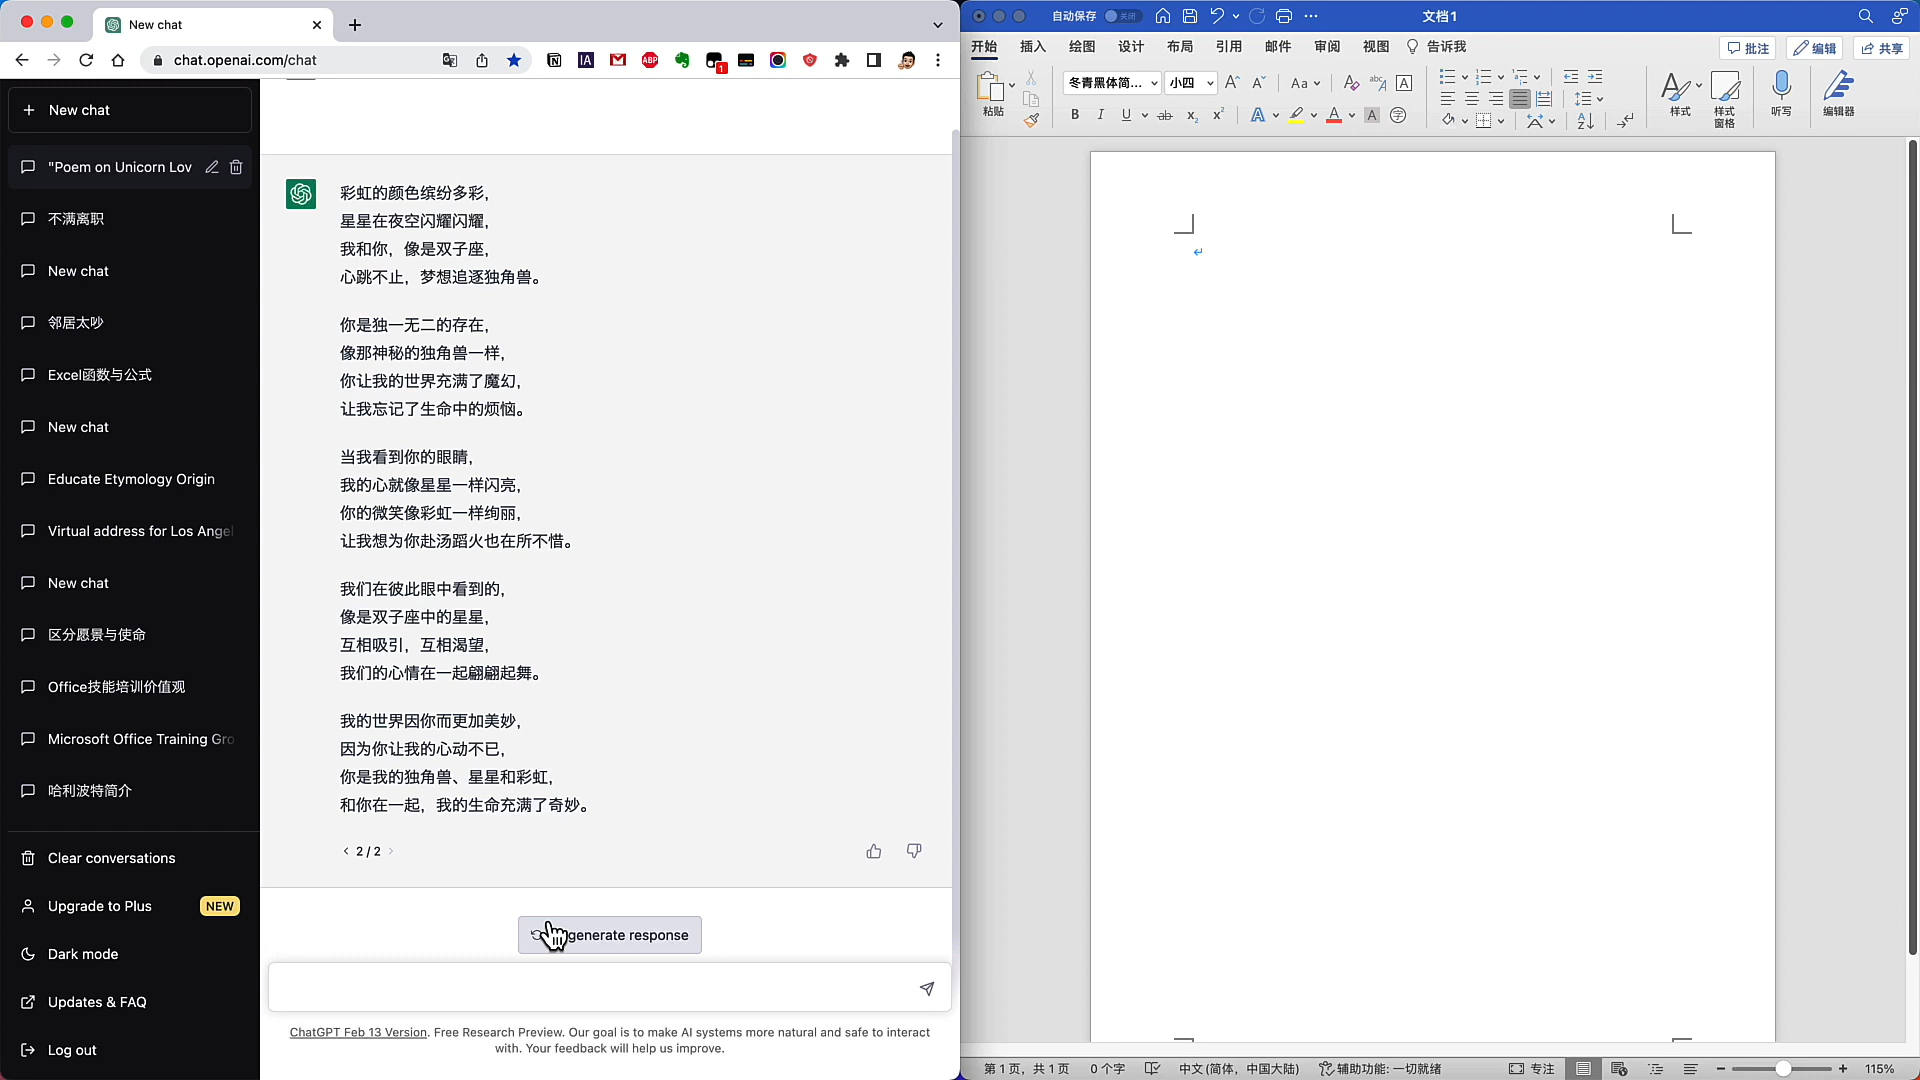 New chat
chat.openai.com/chat
IA
ABP
1
New chat
"Poem on Unicorn Lov
不满离职
New chat
邻居太吵
Excel函数与公式
New chat
Educate Etymology Origin
Virtual address for Los Angel
New chat
区分愿景与使命
Office技能培训价值观
Microsoft Office Training Gro
哈利波特简介
Clear conversations
Upgrade to Plus NEW
Dark mode
Updates & FAQ
Log out
彩虹的颜色缤纷多彩，
星星在夜空闪耀闪耀，
我和你，像是双子座，
心跳不止，梦想追逐独角兽。
你是独一无二的存在，
像那神秘的独角兽一样，
你让我的世界充满了魔幻，
让我忘记了生命中的烦恼。
当我看到你的眼睛，
我的心就像星星一样闪亮，
你的微笑像彩虹一样绚丽，
让我想为你赴汤蹈火也在所不惜。
我们在彼此眼中看到的，
像是双子座中的星星，
互相吸引，互相渴望，
我们的心情在一起翩翩起舞。
我的世界因你而更加美妙，
因为你让我的心动不已，
你是我的独角兽、星星和彩虹，
和你在一起，我的生命充满了奇妙。
< 2 / 2 >
generate response
ChatGPT Feb 13 Version. Free Research Preview. Our goal is to make AI systems more natural and safe to interact
with. Your feedback will help us improve.
自动保存 关闭
文档1
开始 插入 绘图 设计 布局 引用 邮件 审阅 视图 告诉我
批注 编辑 共享
粘贴
冬青黑体简... 小四
样式
样式
窗格
听写
编辑器
第1页，共1页 0个字 中文(简体，中国大陆) 辅助功能: 一切就绪
专注
115%